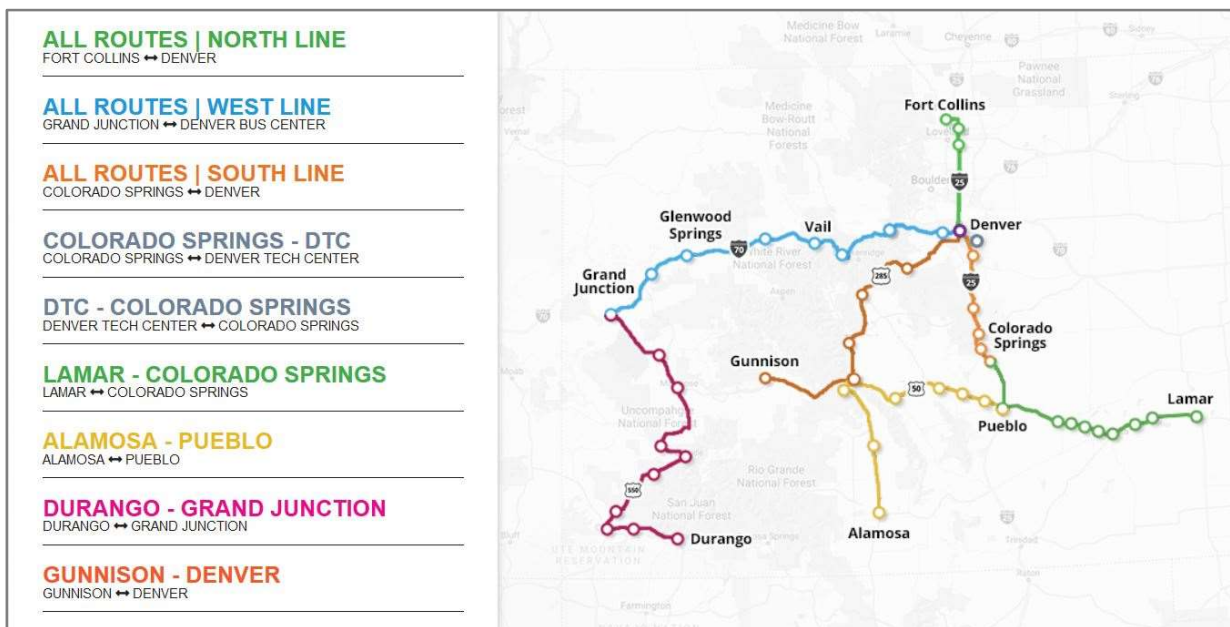 ALL ROUTES | NORTH LINE
FORT COLLINS ↔ DENVER
ALL ROUTES | WEST LINE
GRAND JUNCTION ↔ DENVER BUS CENTER
ALL ROUTES | SOUTH LINE
COLORADO SPRINGS ↔ DENVER
COLORADO SPRINGS - DTC
COLORADO SPRINGS ↔ DENVER TECH CENTER
DTC - COLORADO SPRINGS
DENVER TECH CENTER ↔ COLORADO SPRINGS
LAMAR - COLORADO SPRINGS
LAMAR ↔ COLORADO SPRINGS
ALAMOSA - PUEBLO
ALAMOSA ↔ PUEBLO
DURANGO - GRAND JUNCTION
DURANGO ↔ GRAND JUNCTION
GUNNISON - DENVER
GUNNISON ↔ DENVER
Medicine Bow
National Forest
Laramie
Cheyenne
Sidney
Pawnee
National
Grassland
Sterling
Vernal
Medicine
Bow-Routt
National
Forests
Fort Collins
Loveland
Boulder
25
Denver
Glenwood
Springs
Vail
70
White River
National Forest
285
25
Grand
Junction
Aspen
Colorado
Springs
Moab
Gunnison
50
Lamar
Pueblo
Uncompahgre
National Forest
Rio Grande
National Forest
550
San Juan
National Forest
Alamosa
Durango
Trinidad
Bluff
UTE MOUNTAIN
RESERVATION
Raton
Farmington